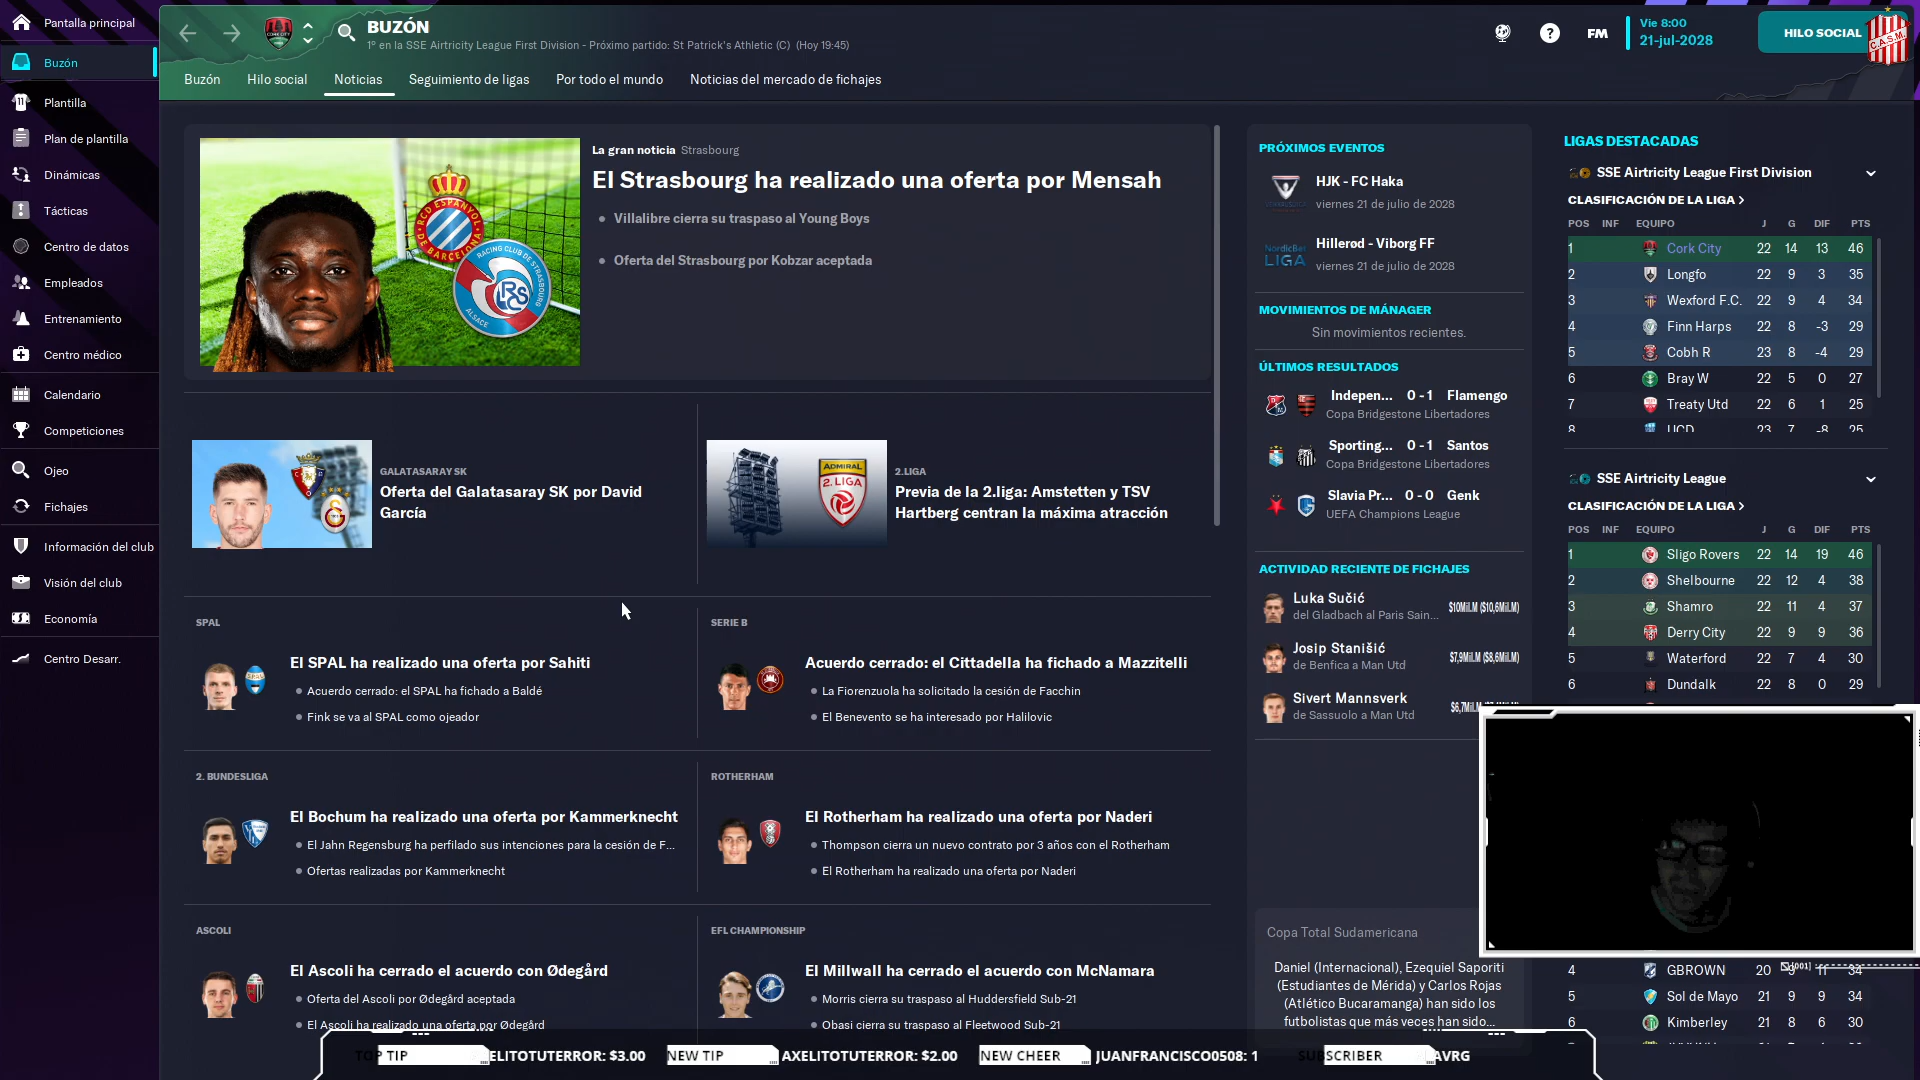 Pantalla principal
Buzón
Plantilla
Plan de plantilla
Dinámicas
Tácticas
Centro de datos
Empleados
Entrenamiento
Centro médico
Calendario
Competiciones
Ojeo
Fichajes
Información del club
Visión del club
Economía
Centro Desarr.
BUZÓN
1º en la SSE Airtricity League First Division - Próximo partido: St Patrick's Athletic (C) (Hoy 19:45)
FM
Vie 8:00
21-jul-2028
HILO SOCIAL
Buzón Hilo social Noticias Seguimiento de ligas Por todo el mundo Noticias del mercado de fichajes
La gran noticia Strasbourg
El Strasbourg ha realizado una oferta por Mensah
Villalibre cierra su traspaso al Young Boys
Oferta del Strasbourg por Kobzar aceptada
GALATASARAY SK
Oferta del Galatasaray SK por David
García
2.LIGA
Previa de la 2.liga: Amstetten y TSV
Hartberg centran la máxima atracción
SPAL
El SPAL ha realizado una oferta por Sahiti
Acuerdo cerrado: el SPAL ha fichado a Baldé
Fink se va al SPAL como ojeador
SERIE B
Acuerdo cerrado: el Cittadella ha fichado a Mazzitelli
La Fiorenzuola ha solicitado la cesión de Facchin
El Benevento se ha interesado por Halilovic
2. BUNDESLIGA
El Bochum ha realizado una oferta por Kammerknecht
El Jahn Regensburg ha perfilado sus intenciones para la cesión de F...
Ofertas realizadas por Kammerknecht
ROTHERHAM
El Rotherham ha realizado una oferta por Naderi
Thompson cierra un nuevo contrato por 3 años con el Rotherham
El Rotherham ha realizado una oferta por Naderi
ASCOLI
El Ascoli ha cerrado el acuerdo con Ødegård
Oferta del Ascoli por Ødegård aceptada
El Ascoli ha realizado una oferta por Ødegård
EFL CHAMPIONSHIP
El Millwall ha cerrado el acuerdo con McNamara
Morris cierra su traspaso al Huddersfield Sub-21
Obasi cierra su traspaso al Fleetwood Sub-21
PRÓXIMOS EVENTOS
HJK - FC Haka
viernes 21 de julio de 2028
Hillerød - Viborg FF
viernes 21 de julio de 2028
MOVIMIENTOS DE MÁNAGER
Sin movimientos recientes.
ÚLTIMOS RESULTADOS
Indepen... 0 - 1 Flamengo
Copa Bridgestone Libertadores
Sporting... 0 - 1 Santos
Copa Bridgestone Libertadores
Slavia Pr... 0 - 0 Genk
UEFA Champions League
ACTIVIDAD RECIENTE DE FICHAJES
Luka Sučić
del Gladbach al Paris Sain... $10Mil.M ($10,6Mil.M)
Josip Stanišić
de Benfica a Man Utd $7,9Mil.M ($8,6Mil.M)
Sivert Mannsverk
de Sassuolo a Man Utd
Copa Total Sudamericana
Daniel (Internacional), Ezequiel Saporiti
(Estudiantes de Mérida) y Carlos Rojas
(Atlético Bucaramanga) han sido los
futbolistas que más veces han sido...
LIGAS DESTACADAS
SSE Airtricity League First Division
CLASIFICACIÓN DE LA LIGA
POS INF EQUIPO J G DIF PTS
1 Cork City 22 14 13 46
2 Longfo 22 9 3 35
3 Wexford F.C. 22 9 4 34
4 Finn Harps 22 8 -3 29
5 Cobh R 23 8 -4 29
6 Bray W 22 5 0 27
7 Treaty Utd 22 6 1 25
8 UCD 23 7 -8 25
SSE Airtricity League
CLASIFICACIÓN DE LA LIGA
POS INF EQUIPO J G DIF PTS
1 Sligo Rovers 22 14 19 46
2 Shelbourne 22 12 4 38
3 Shamro 22 11 4 37
4 Derry City 22 9 9 36
5 Waterford 22 7 4 30
6 Dundalk 22 8 0 29
4 GBROWN 20 9 11 34
5 Sol de Mayo 21 9 9 34
6 Kimberley 21 8 6 30
TOP TIP ELITOTUTERROR: $3.00 NEW TIP AXELITOTUTERROR: $2.00 NEW CHEER JUANFRANCISCO0508: 1 SUBSCRIBER AVRG